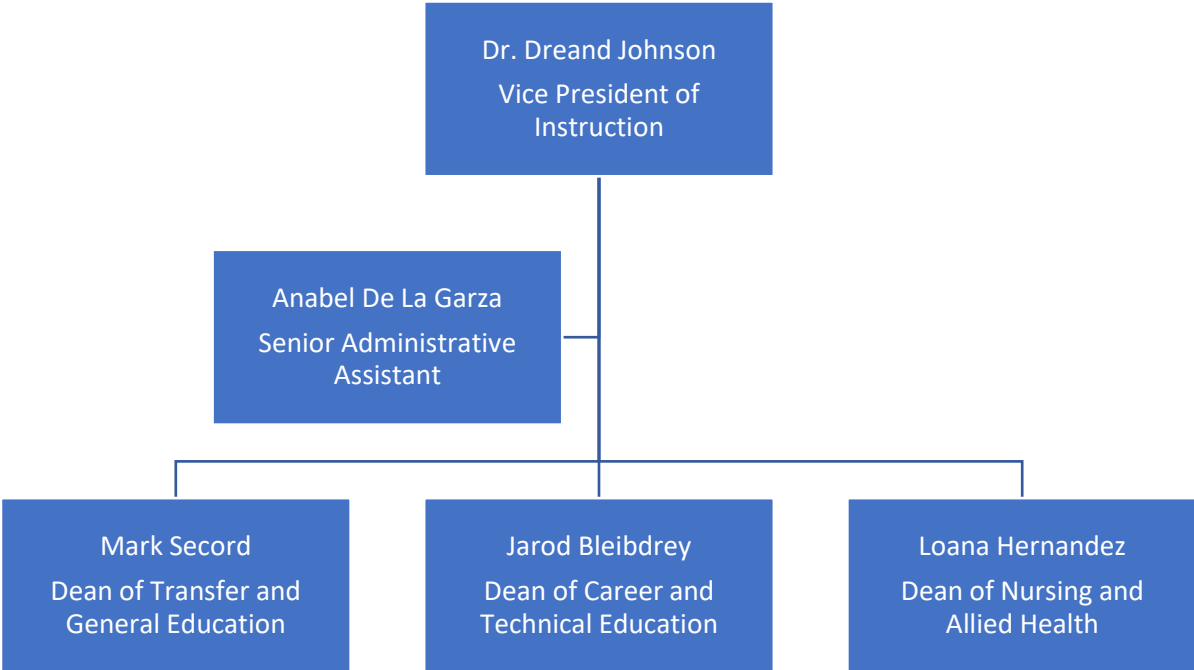 Dr. Dreand Johnson
Vice President of
Instruction
Anabel De La Garza
Senior Administrative
Assistant
Mark Secord
Dean of Transfer and
General Education
Jarod Bleibdrey
Dean of Career and
Technical Education
Loana Hernandez
Dean of Nursing and
Allied Health